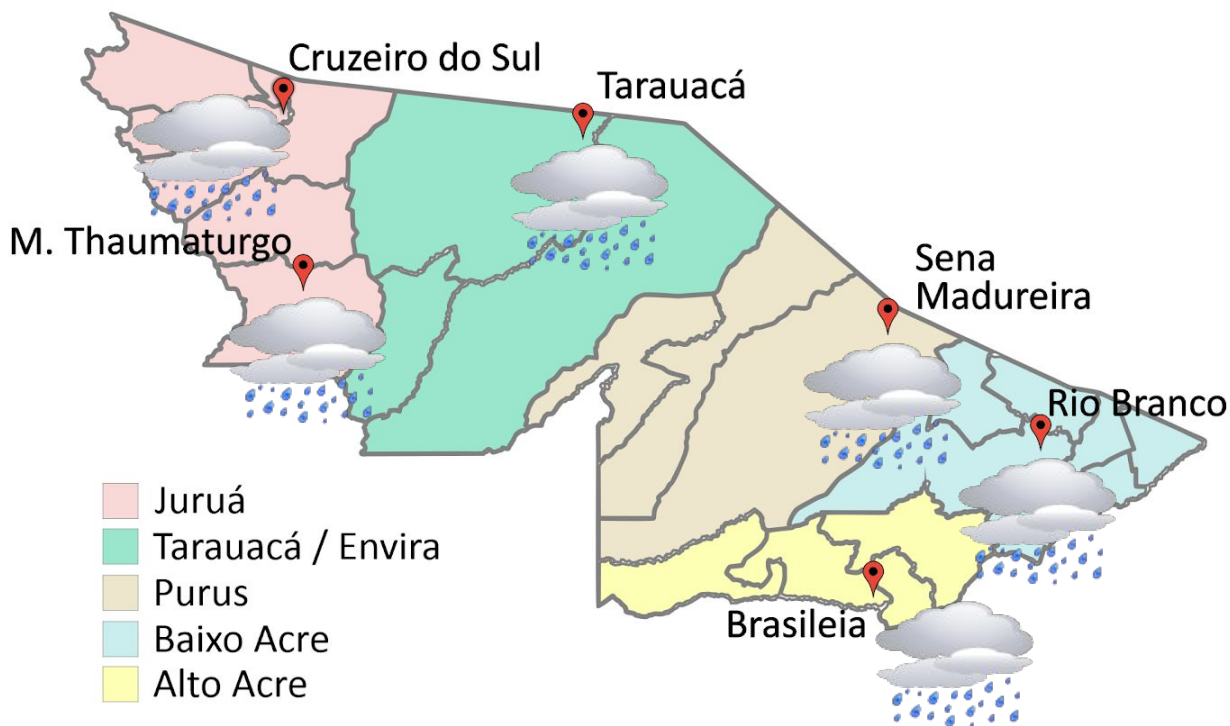 Cruzeiro do Sul
Tarauacá
M. Thaumaturgo
Sena
Madureira
Rio Branco
Brasileia
Juruá
Tarauacá / Envira
Purus
Baixo Acre
Alto Acre